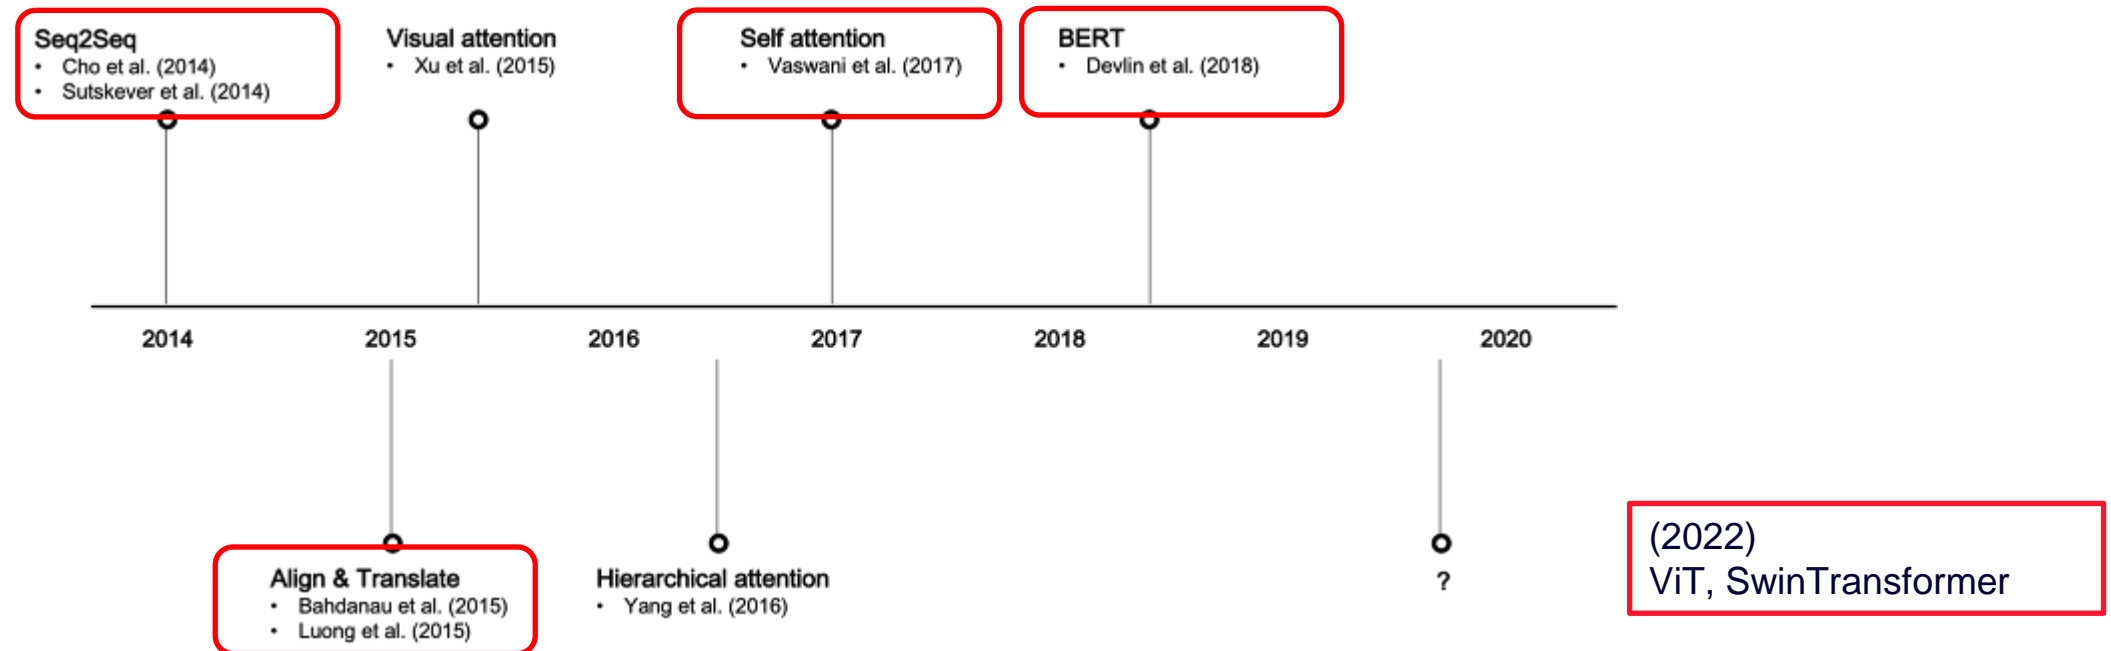 Seq2Seq
• Cho et al. (2014)
• Sutskever et al. (2014)
Visual attention
• Xu et al. (2015)
Self attention
• Vaswani et al. (2017)
BERT
• Devlin et al. (2018)
2014 2015 2016 2017 2018 2019 2020
Align & Translate
• Bahdanau et al. (2015)
• Luong et al. (2015)
Hierarchical attention
• Yang et al. (2016)
?
(2022)
ViT, SwinTransformer